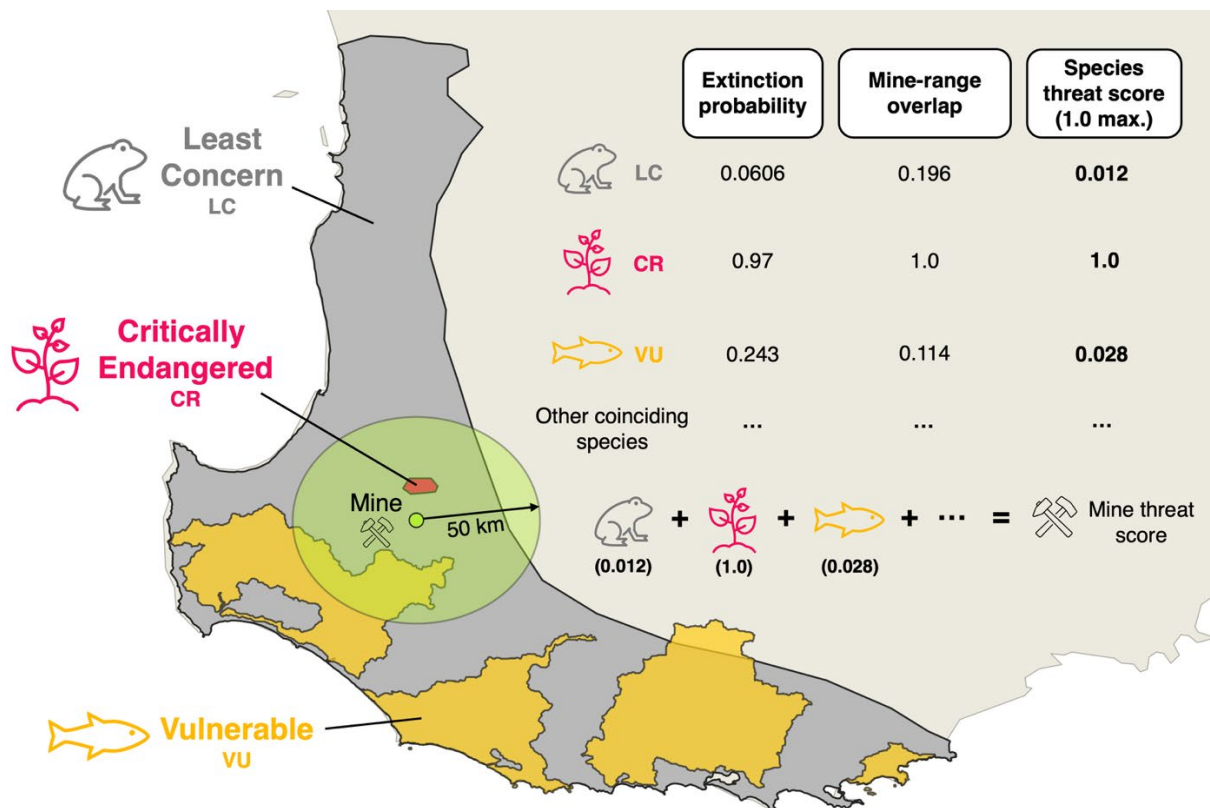 Extinction
probability
Mine-range
overlap
Species
threat score
(1.0 max.)
LC 0.0606 0.196 0.012
CR 0.97 1.0 1.0
VU 0.243 0.114 0.028
Other coinciding
species
... ... ...
+ + + ... = Mine threat
score
(0.012) (1.0) (0.028)
Least
Concern
LC
Critically
Endangered
CR
Mine
50 km
Vulnerable
VU